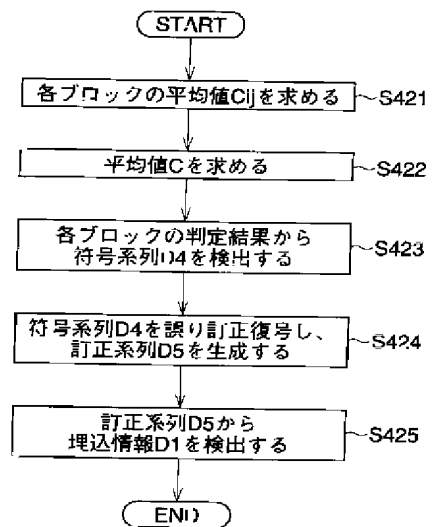 START
各ブロックの平均値Cijを求める
S421
平均値Cを求める
S422
各ブロックの判定結果から
符号系列D4を検出する
S423
符号系列D4を誤り訂正復号し、
訂正系列D5を生成する
S424
訂正系列D5から
埋込情報D1を検出する
S425
END